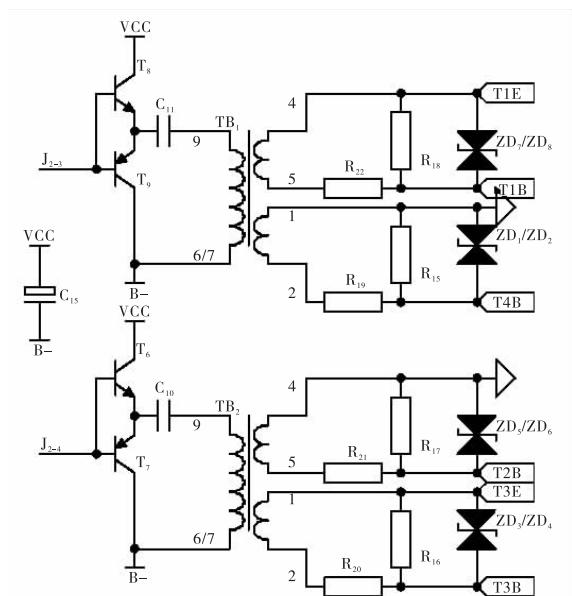 VCC
T₈
C₁₁
TB₁
4
T1E
9
ZD₇/ZD₈
R₁₈
J₂₋₃
T₉
5
R₂₂
T1B
1
VCC
6/7
ZD₁/ZD₂
R₁₅
C₁₅
B−
2
R₁₉
T4B
VCC
B−
T₆
C₁₀
TB₂
4
9
ZD₅/ZD₆
R₁₇
J₂₋₄
T₇
5
R₂₁
T2B
1
T3E
6/7
ZD₃/ZD₄
R₁₆
B−
2
R₂₀
T3B